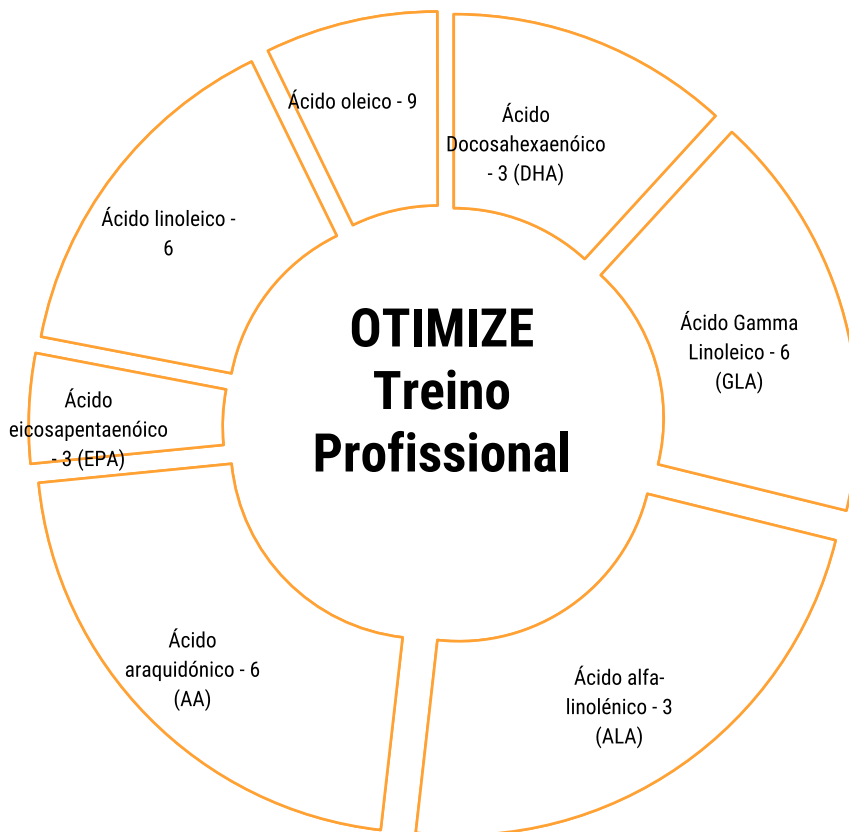 Ácido oleico - 9
Ácido
Docosahexaenóico
- 3 (DHA)
Ácido linoleico -
6
Ácido Gamma
Linoleico - 6
(GLA)
OTIMIZE
Treino
Profissional
Ácido
eicosapentaenóico
- 3 (EPA)
Ácido
araquidónico - 6
(AA)
Ácido alfa-
linolénico - 3
(ALA)